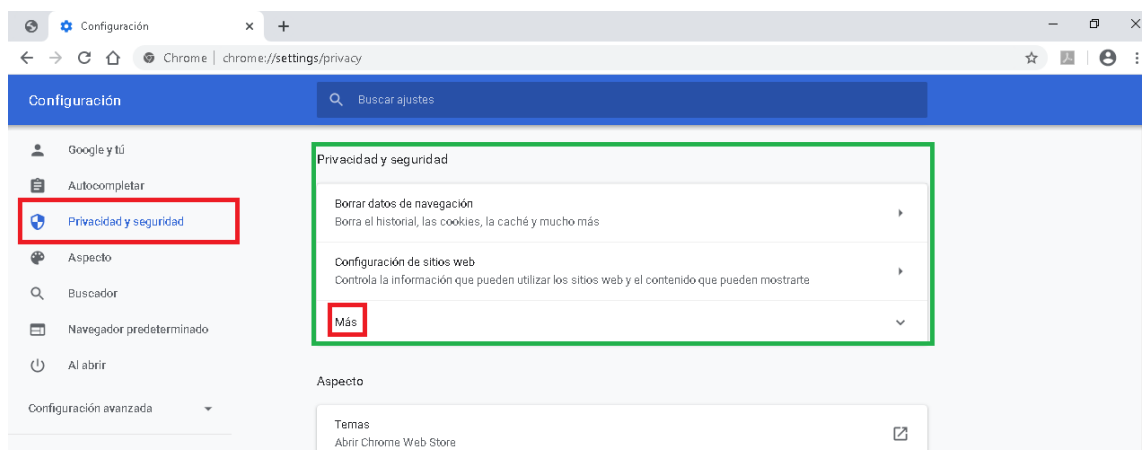 Configuración
Chrome | chrome://settings/privacy
Configuración
Buscar ajustes
Google y tú
Autocompletar
Privacidad y seguridad
Aspecto
Buscador
Navegador predeterminado
Al abrir
Configuración avanzada
Privacidad y seguridad
Borrar datos de navegación
Borra el historial, las cookies, la caché y mucho más
Configuración de sitios web
Controla la información que pueden utilizar los sitios web y el contenido que pueden mostrarte
Más
Aspecto
Temas
Abrir Chrome Web Store